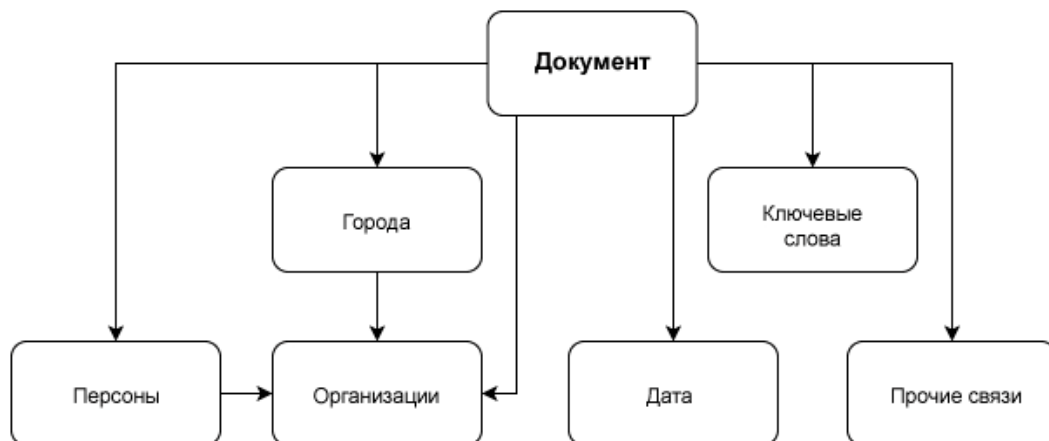 Документ
Города
Ключевые
слова
Персоны
Организации
Дата
Прочие связи